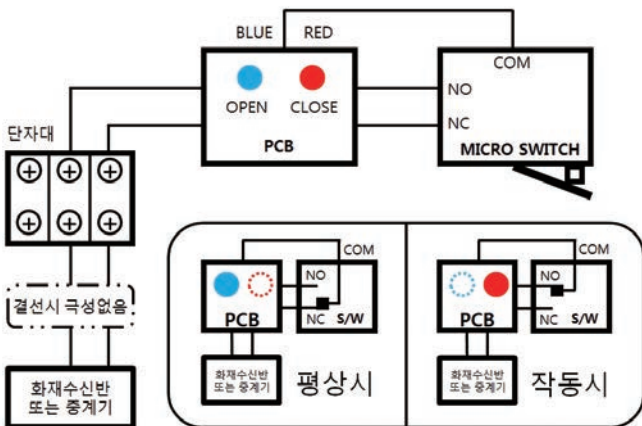 BLUE RED
OPEN CLOSE
PCB
COM
NO
NC
MICRO SWITCH
단자대
결선시 극성없음
화재수신반
또는 중계기
COM
NO
NC
PCB
S/W
화재수신반
또는 중계기
평상시
COM
NO
NC
PCB
S/W
화재수신반
또는 중계기
작동시